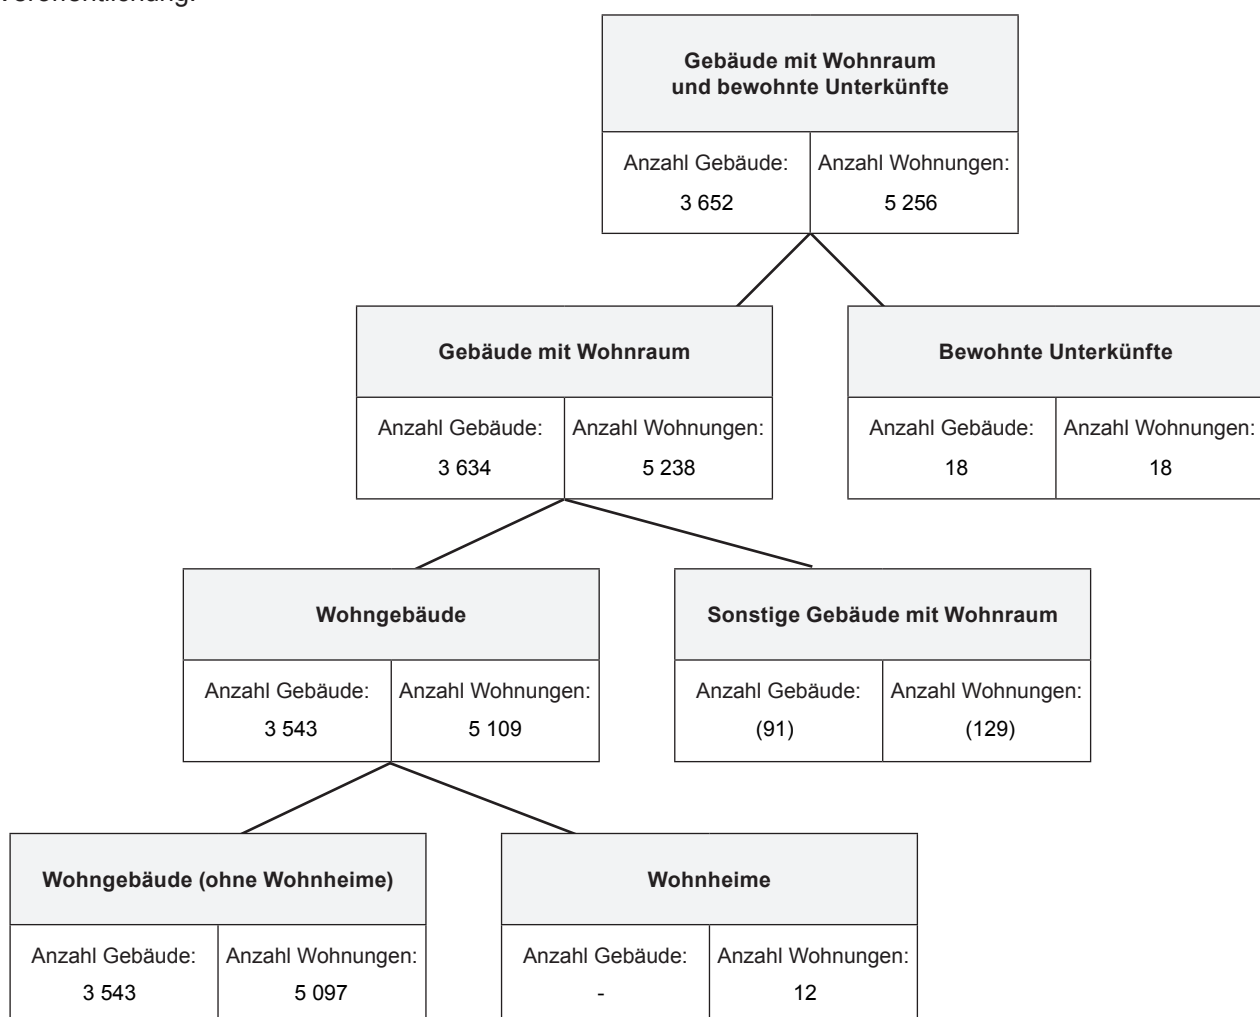 Veröffentlichung.
Gebäude mit Wohnraum
und bewohnte Unterkünfte
Anzahl Gebäude: Anzahl Wohnungen:
3 652 5 256
Gebäude mit Wohnraum Bewohnte Unterkünfte
Anzahl Gebäude: Anzahl Wohnungen: Anzahl Gebäude: Anzahl Wohnungen:
3 634 5 238 18 18
Wohngebäude Sonstige Gebäude mit Wohnraum
Anzahl Gebäude: Anzahl Wohnungen: Anzahl Gebäude: Anzahl Wohnungen:
3 543 5 109 (91) (129)
Wohngebäude (ohne Wohnheime) Wohnheime
Anzahl Gebäude: Anzahl Wohnungen: Anzahl Gebäude: Anzahl Wohnungen:
3 543 5 097 - 12